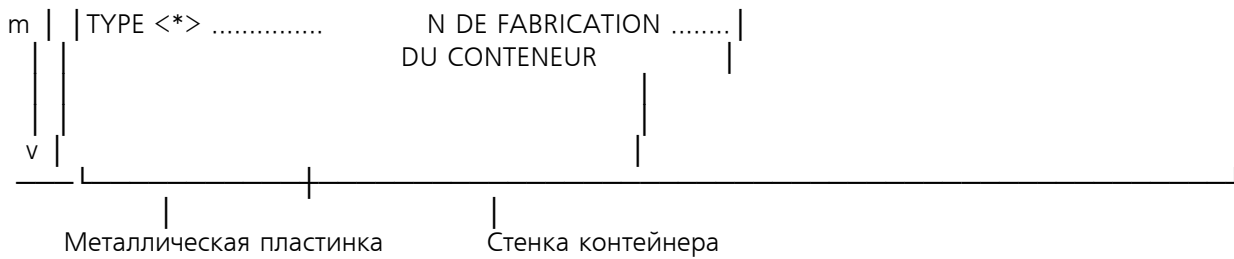 m TYPE <*> ............... N DE FABRICATION ........
DU CONTENEUR
v
Металлическая пластинка Стенка контейнера